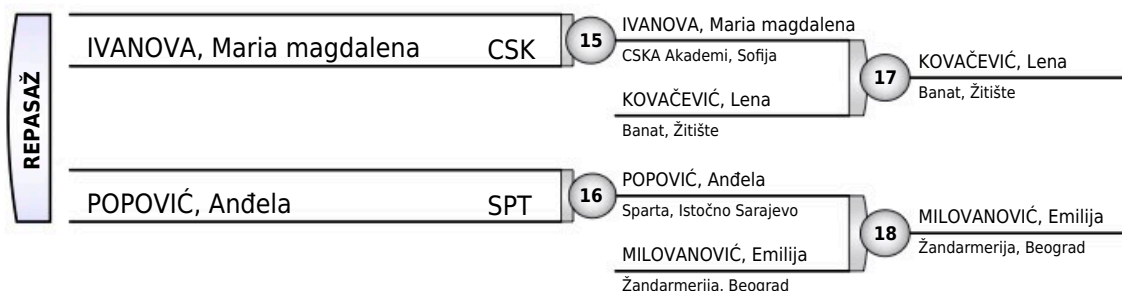 REPASAŽ
IVANOVA, Maria magdalena CSK
15
IVANOVA, Maria magdalena
CSKA Akademi, Sofija
KOVAČEVIĆ, Lena
Banat, Žitište
17
KOVAČEVIĆ, Lena
Banat, Žitište
POPOVIĆ, Anđela SPT
16
POPOVIĆ, Anđela
Sparta, Istočno Sarajevo
MILOVANOVIĆ, Emilija
Žandarmerija, Beograd
18
MILOVANOVIĆ, Emilija
Žandarmerija, Beograd